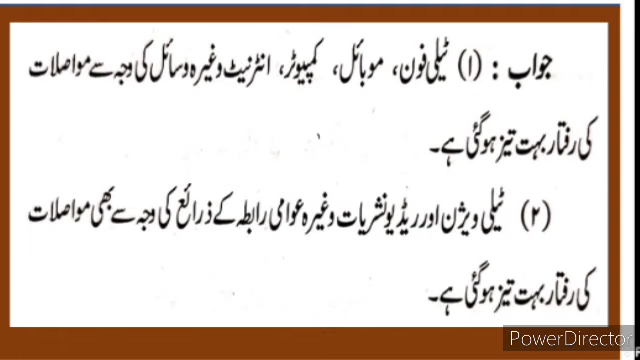 جواب : (۱) ٹیلی فون، موبائل، کمپیوٹر، انٹرنیٹ وغیرہ وسائل کی وجہ سے مواصلات
کی رفتار بہت تیز ہوگئی ہے۔
(۲) ٹیلی ویژن اور ریڈیو نشریات وغیرہ عوامی رابطہ کے ذرائع کی وجہ سے بھی مواصلات
کی رفتار بہت تیز ہوگئی ہے۔
PowerDirector